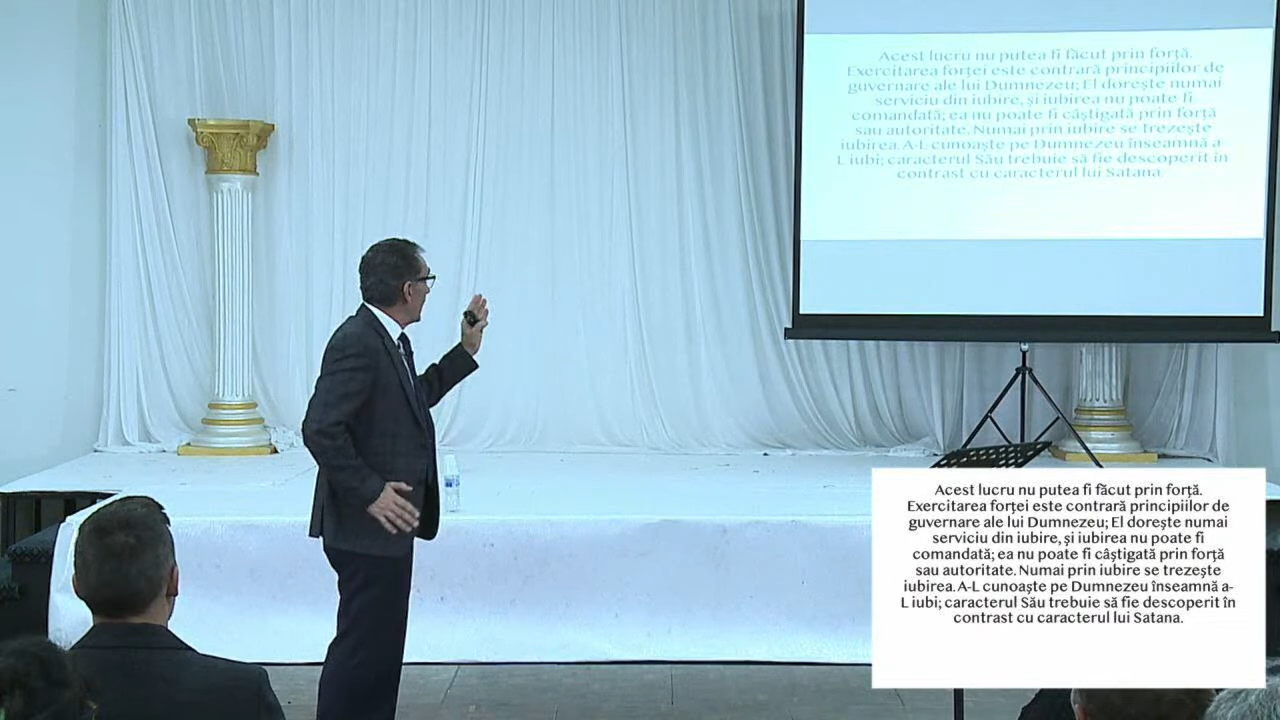 Acest lucru nu putea fi făcut prin forță.
Exercitarea forței este contrară principiilor de
guvernare ale lui Dumnezeu; El dorește numai
serviciu din iubire, și iubirea nu poate fi
comandată; ea nu poate fi câștigată prin forță
sau autoritate. Numai prin iubire se trezește
iubirea. A-L cunoaște pe Dumnezeu înseamnă a-
L iubi; caracterul Său trebuie să fie descoperit în
contrast cu caracterul lui Satana.
Acest lucru nu putea fi făcut prin forță.
Exercitarea forței este contrară principiilor de
guvernare ale lui Dumnezeu; El dorește numai
serviciu din iubire, și iubirea nu poate fi
comandată; ea nu poate fi câștigată prin forță
sau autoritate. Numai prin iubire se trezește
iubirea. A-L cunoaște pe Dumnezeu înseamnă a-
L iubi; caracterul Său trebuie să fie descoperit în
contrast cu caracterul lui Satana.